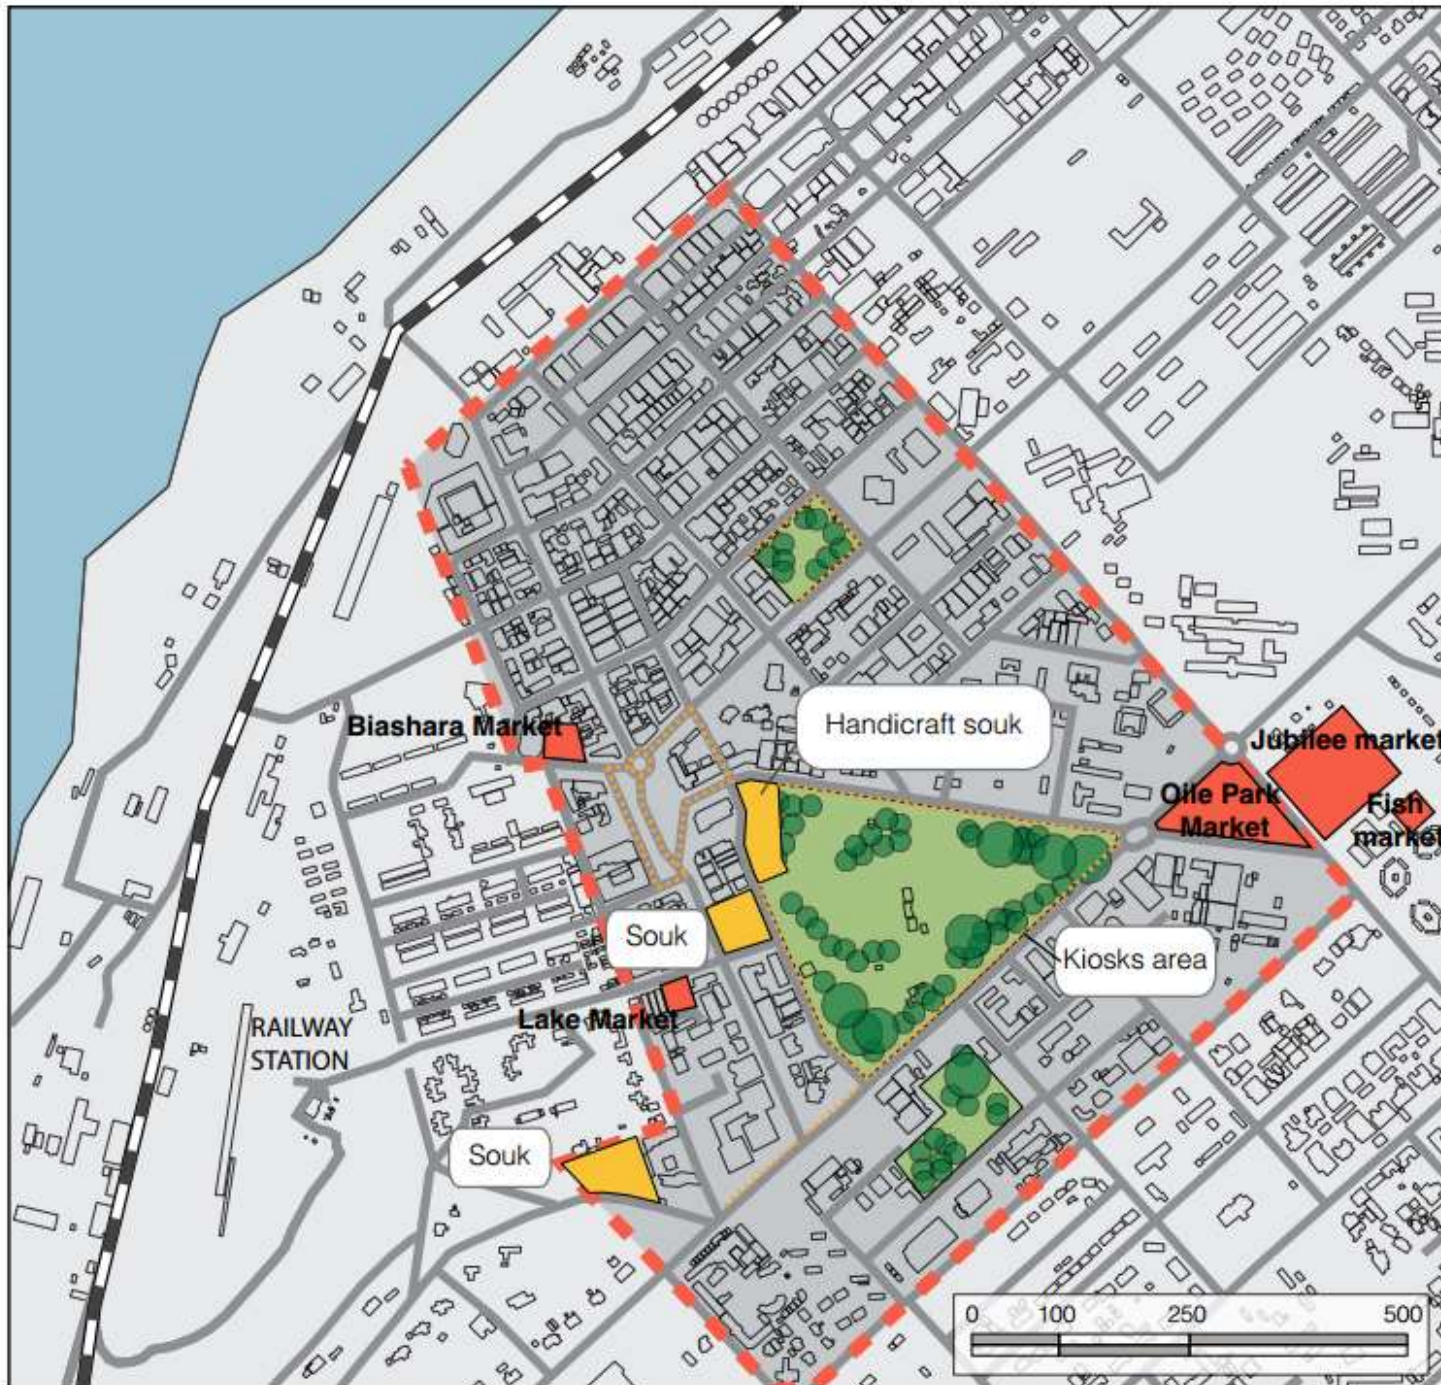 Biashara Market
Handicraft souk
Jubilee market
Oile Park
Market
Fish
market
Souk
Kiosks area
Lake Market
RAILWAY
STATION
Souk
0 100 250 500